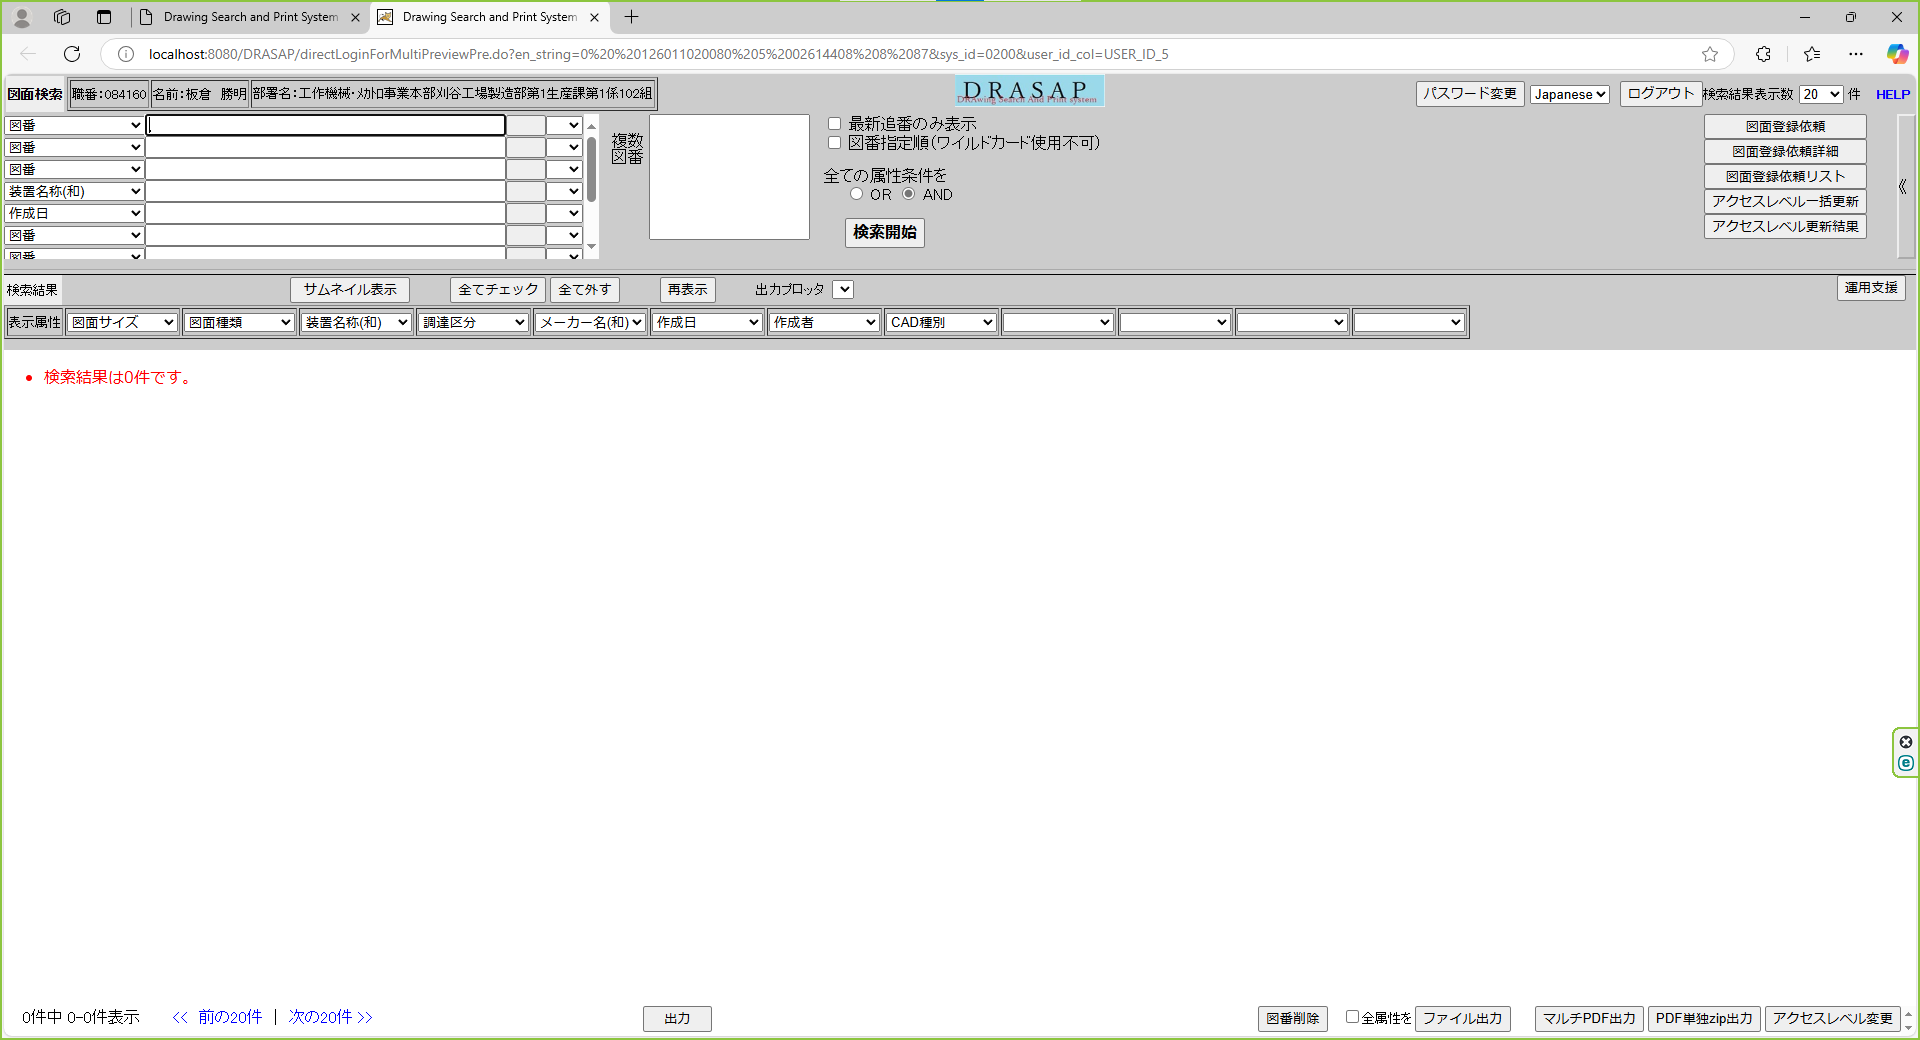 Drawing Search and Print System
Drawing Search and Print System
localhost:8080/DRASAP/directLoginForMultiPreviewPre.do?en_string=0%20%20126011020080%205%2002614408%208%2087&sys_id=0200&user_id_col=USER_ID_5
図面検索 職番:084160 名前:板倉 勝明 部署名:工作機械・メカトロ事業本部刈谷工場製造部第1生産課第1係102組
DRASAP
DRAwing Search And Print system
パスワード変更 Japanese ログアウト 検索結果表示数 20 件 HELP
図番
図番
図番
装置名称(和)
作成日
図番
図番
複数
図番
最新追番のみ表示
図番指定順(ワイルドカード使用不可)
全ての属性条件を
OR AND
検索開始
図面登録依頼
図面登録依頼詳細
図面登録依頼リスト
アクセスレベル一括更新
アクセスレベル更新結果
《
検索結果 サムネイル表示 全てチェック 全て外す 再表示 出力プロッタ 運用支援
表示属性 図面サイズ 図面種類 装置名称(和) 調達区分 メーカー名(和) 作成日 作成者 CAD種別
検索結果は0件です。
0件中 0-0件表示 << 前の20件 | 次の20件 >> 出力 図番削除 全属性を ファイル出力 マルチPDF出力 PDF単独zip出力 アクセスレベル変更